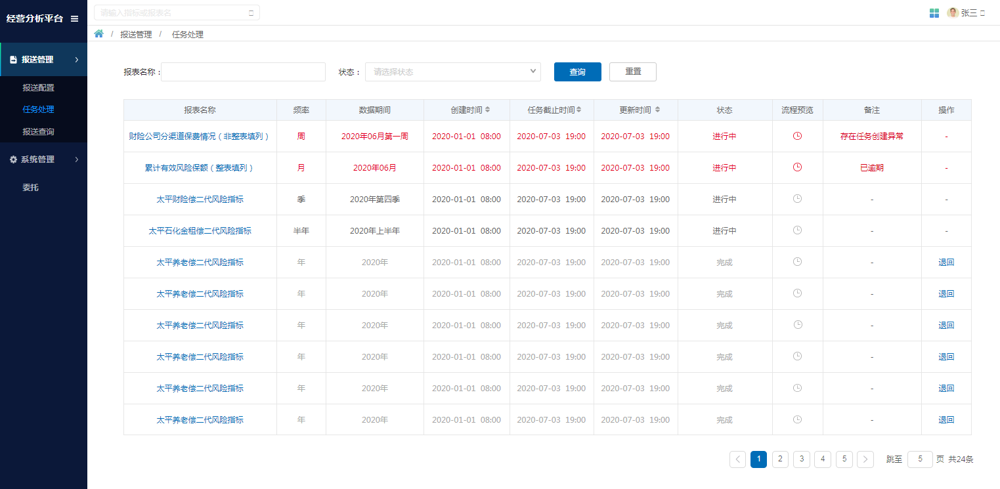 经营分析平台
请输入指标或报表名
张三
/ 报送管理 / 任务处理
报送管理
报送配置
任务处理
报送查询
系统管理
委托
报表名称： 状态： 请选择状态 查询 重置
报表名称 频率 数据期间 创建时间 任务截止时间 更新时间 状态 流程预览 备注 操作
财险公司分渠道保费情况（非整表填列） 周 2020年06月第一周 2020-01-01 08:00 2020-07-03 19:00 2020-07-03 19:00 进行中 存在任务创建异常 -
累计有效风险保额（整表填列） 月 2020年06月 2020-01-01 08:00 2020-07-03 19:00 2020-07-03 19:00 进行中 已逾期 -
太平财险偿二代风险指标 季 2020年第四季 2020-01-01 08:00 2020-07-03 19:00 2020-07-03 19:00 进行中 - -
太平石化金租偿二代风险指标 半年 2020年上半年 2020-01-01 08:00 2020-07-03 19:00 2020-07-03 19:00 进行中 - -
太平养老偿二代风险指标 年 2020年 2020-01-01 08:00 2020-07-03 19:00 2020-07-03 19:00 完成 - 退回
太平养老偿二代风险指标 年 2020年 2020-01-01 08:00 2020-07-03 19:00 2020-07-03 19:00 完成 - 退回
太平养老偿二代风险指标 年 2020年 2020-01-01 08:00 2020-07-03 19:00 2020-07-03 19:00 完成 - 退回
太平养老偿二代风险指标 年 2020年 2020-01-01 08:00 2020-07-03 19:00 2020-07-03 19:00 完成 - 退回
太平养老偿二代风险指标 年 2020年 2020-01-01 08:00 2020-07-03 19:00 2020-07-03 19:00 完成 - 退回
太平养老偿二代风险指标 年 2020年 2020-01-01 08:00 2020-07-03 19:00 2020-07-03 19:00 完成 - 退回
1 2 3 4 5 跳至 5 页 共24条